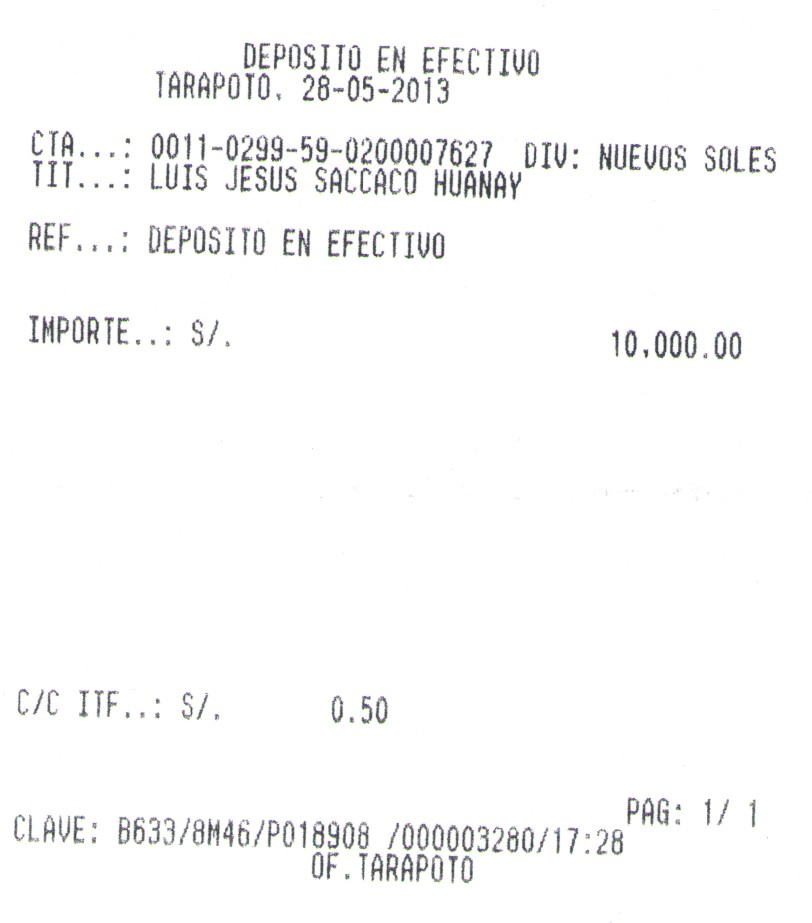 DEPOSITO EN EFECTIVO
TARAPOTO, 28-05-2013
CTA...: 0011-0299-59-0200007627 DIV: NUEVOS SOLES
TIT...: LUIS JESUS SACCACO HUANAY
REF...: DEPOSITO EN EFECTIVO
IMPORTE..: S/. 10,000.00
C/C ITF..: S/. 0.50
PAG: 1/ 1
CLAVE: B633/8M46/P018908 /000003280/17:28
OF.TARAPOTO